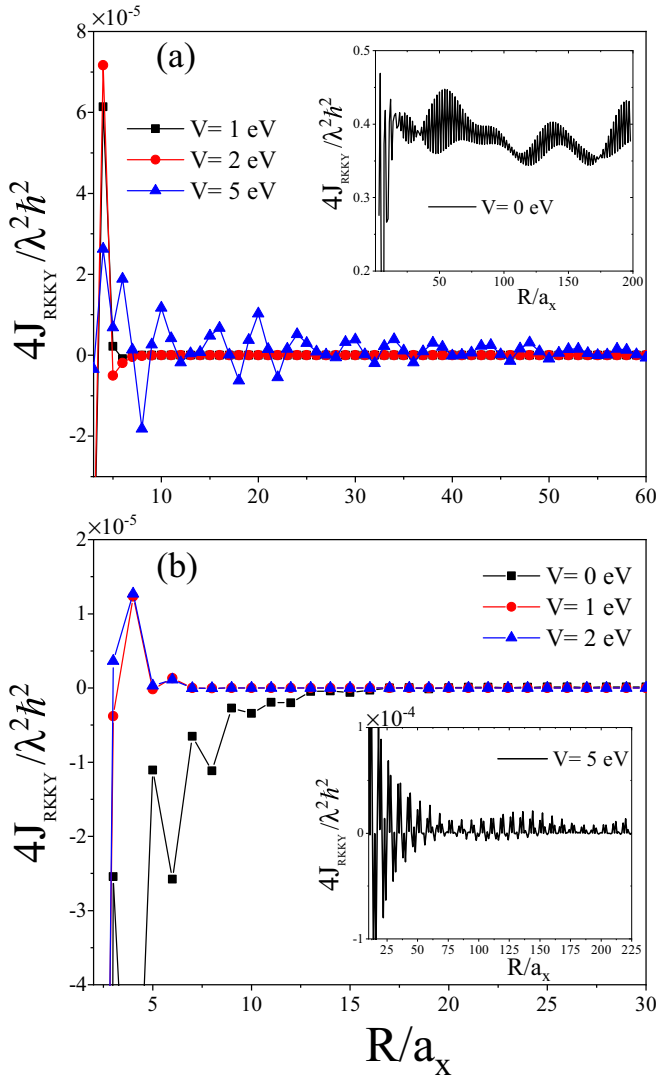 ×10⁻⁵
(a)
8
6
4
2
0
-2
4J_RKKY/λ²ħ²
V= 1 eV
V= 2 eV
V= 5 eV
0.5
0.4
0.3
0.2
4J_RKKY/λ²ħ²
V= 0 eV
50 100 150 200
R/aₓ
10 20 30 40 50 60
×10⁻⁵
(b)
2
1
0
-1
-2
-3
-4
4J_RKKY/λ²ħ²
V= 0 eV
V= 1 eV
V= 2 eV
×10⁻⁴
1
0
-1
4J_RKKY/λ²ħ²
V= 5 eV
25 50 75 100 125 150 175 200 225
R/aₓ
5 10 15 20 25 30
R/aₓ